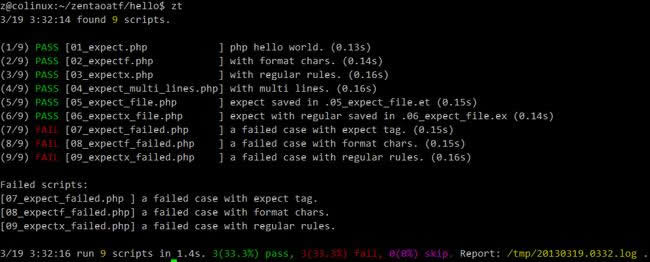 z@colinux:~/zentaoatf/hello$ zt
3/19 3:32:14 found 9 scripts.
(1/9) PASS [01_expect.php ] php hello world. (0.13s)
(2/9) PASS [02_expectf.php ] with format chars. (0.14s)
(3/9) PASS [03_expectx.php ] with regular rules. (0.16s)
(4/9) PASS [04_expect_multi_lines.php] with multi lines. (0.16s)
(5/9) PASS [05_expect_file.php ] expect saved in .05_expect_file.et (0.15s)
(6/9) PASS [06_expectx_file.php ] expect with regular saved in .06_expectx_file.ex (0.14s)
(7/9) FAIL [07_expect_failed.php ] a failed case with expect tag. (0.15s)
(8/9) FAIL [08_expectf_failed.php ] a failed case with format chars. (0.15s)
(9/9) FAIL [09_expectx_failed.php ] a failed case with regular rules. (0.16s)
Failed scripts:
[07_expect_failed.php ] a failed case with expect tag.
[08_expectf_failed.php] a failed case with format chars.
[09_expectx_failed.php] a failed case with regular rules.
3/19 3:32:16 run 9 scripts in 1.4s. 3(33.3%) pass, 3(33.3%) fail, 0(0%) skip. Report: /tmp/20130319.0332.log .